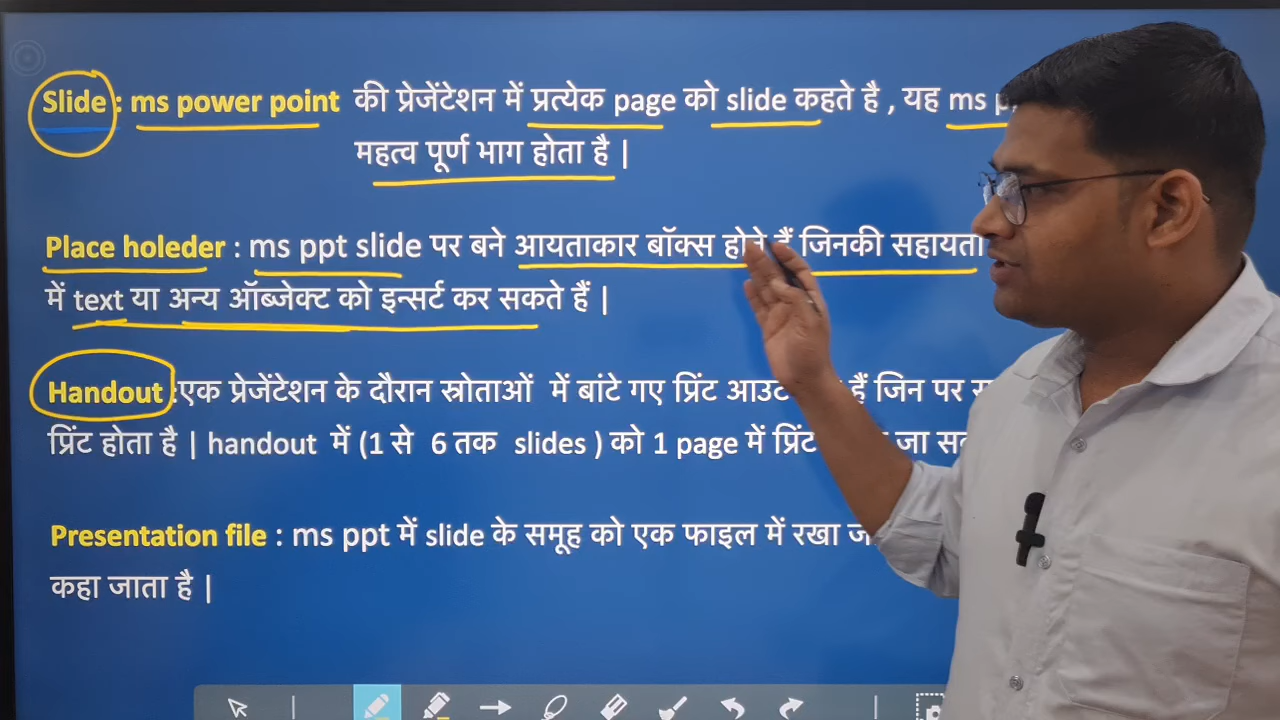 Slide : ms power point की प्रेजेंटेशन में प्रत्येक page को slide कहते है , यह ms
महत्व पूर्ण भाग होता है |
Place holeder : ms ppt slide पर बने आयताकार बॉक्स होते हैं जिनकी सहायता
में text या अन्य ऑब्जेक्ट को इन्सर्ट कर सकते हैं |
Handout :एक प्रेजेंटेशन के दौरान स्रोताओं में बांटे गए प्रिंट हैं जिन पर
प्रिंट होता है | handout में (1 से 6 तक slides ) को 1 page में प्रिंट जा
Presentation file : ms ppt में slide के समूह को एक फाइल में रखा
कहा जाता है |